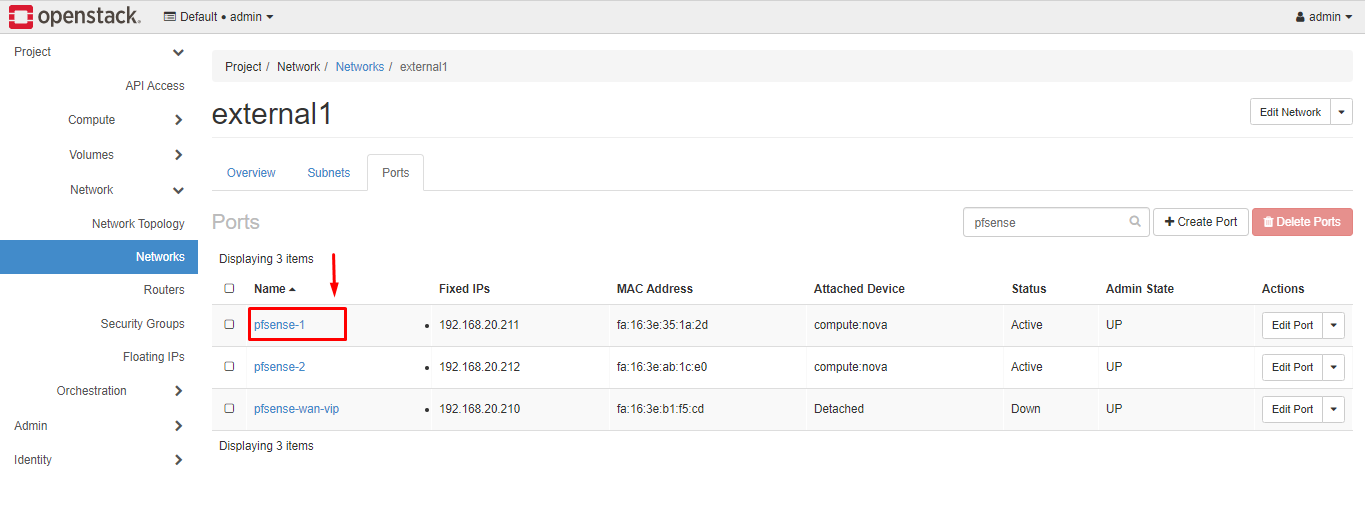 openstack. Default • admin admin
Project
API Access
Compute
Volumes
Network
Network Topology
Networks
Routers
Security Groups
Floating IPs
Orchestration
Admin
Identity
Project / Network / Networks / external1
external1 Edit Network
Overview Subnets Ports
Ports pfsense + Create Port Delete Ports
Displaying 3 items
Name Fixed IPs MAC Address Attached Device Status Admin State Actions
pfsense-1 • 192.168.20.211 fa:16:3e:35:1a:2d compute:nova Active UP Edit Port
pfsense-2 • 192.168.20.212 fa:16:3e:ab:1c:e0 compute:nova Active UP Edit Port
pfsense-wan-vip • 192.168.20.210 fa:16:3e:b1:f5:cd Detached Down UP Edit Port
Displaying 3 items